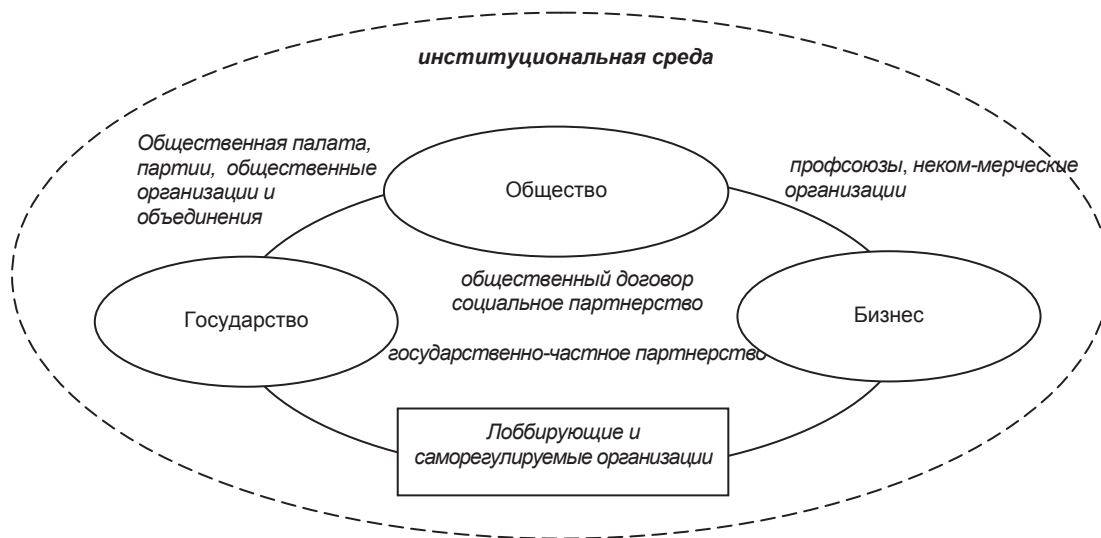 институциональная среда
Общественная палата,
партии, общественные
организации и
объединения
Общество
профсоюзы, неком-мерческие
организации
общественный договор
социальное партнерство
Государство
Бизнес
государственно-частное партнерство
Лоббирующие и
саморегулируемые организации